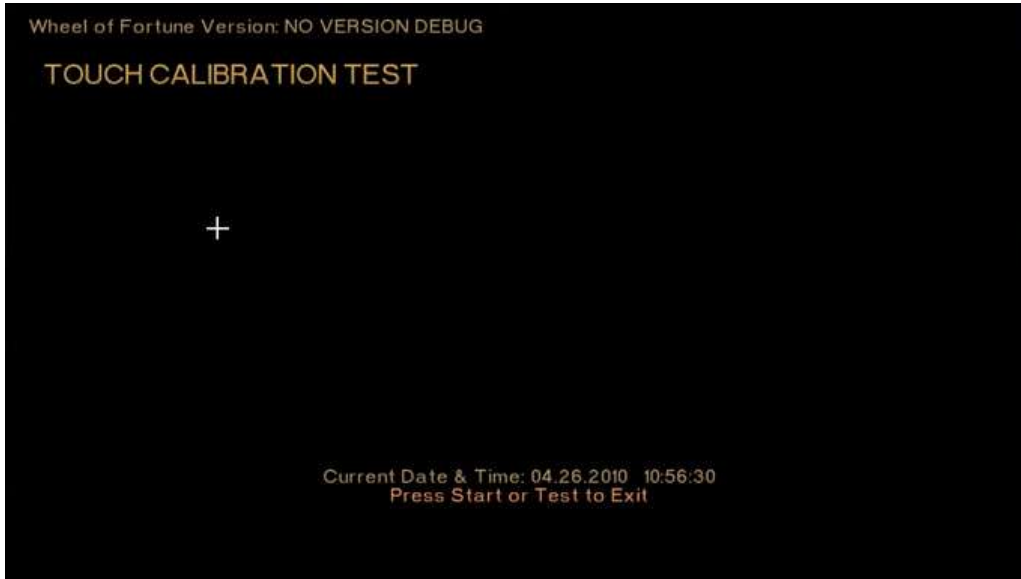 Wheel of Fortune Version: NO VERSION DEBUG
TOUCH CALIBRATION TEST
Current Date & Time: 04.26.2010 10:56:30
Press Start or Test to Exit